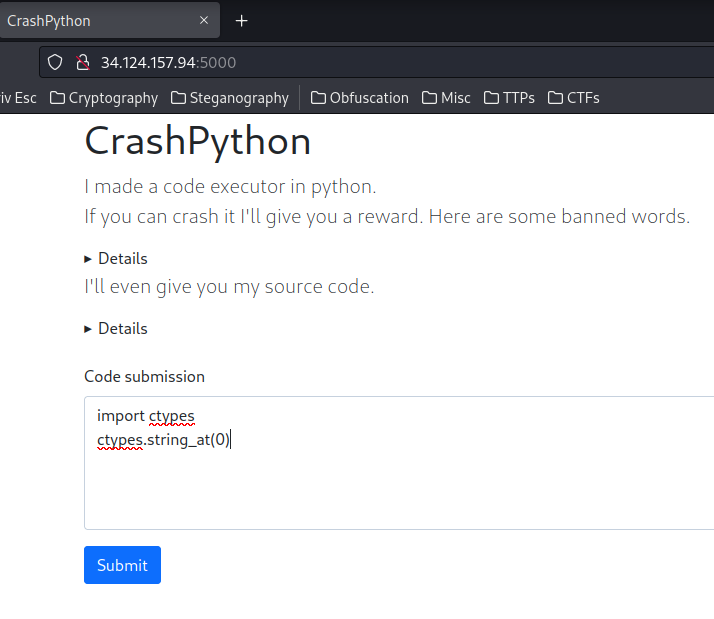 CrashPython × +
34.124.157.94:5000
iv Esc Cryptography Steganography Obfuscation Misc TTPs CTFs
CrashPython
I made a code executor in python.
If you can crash it I'll give you a reward. Here are some banned words.
▸ Details
I'll even give you my source code.
▸ Details
Code submission
import ctypes
ctypes.string_at(0)
Submit